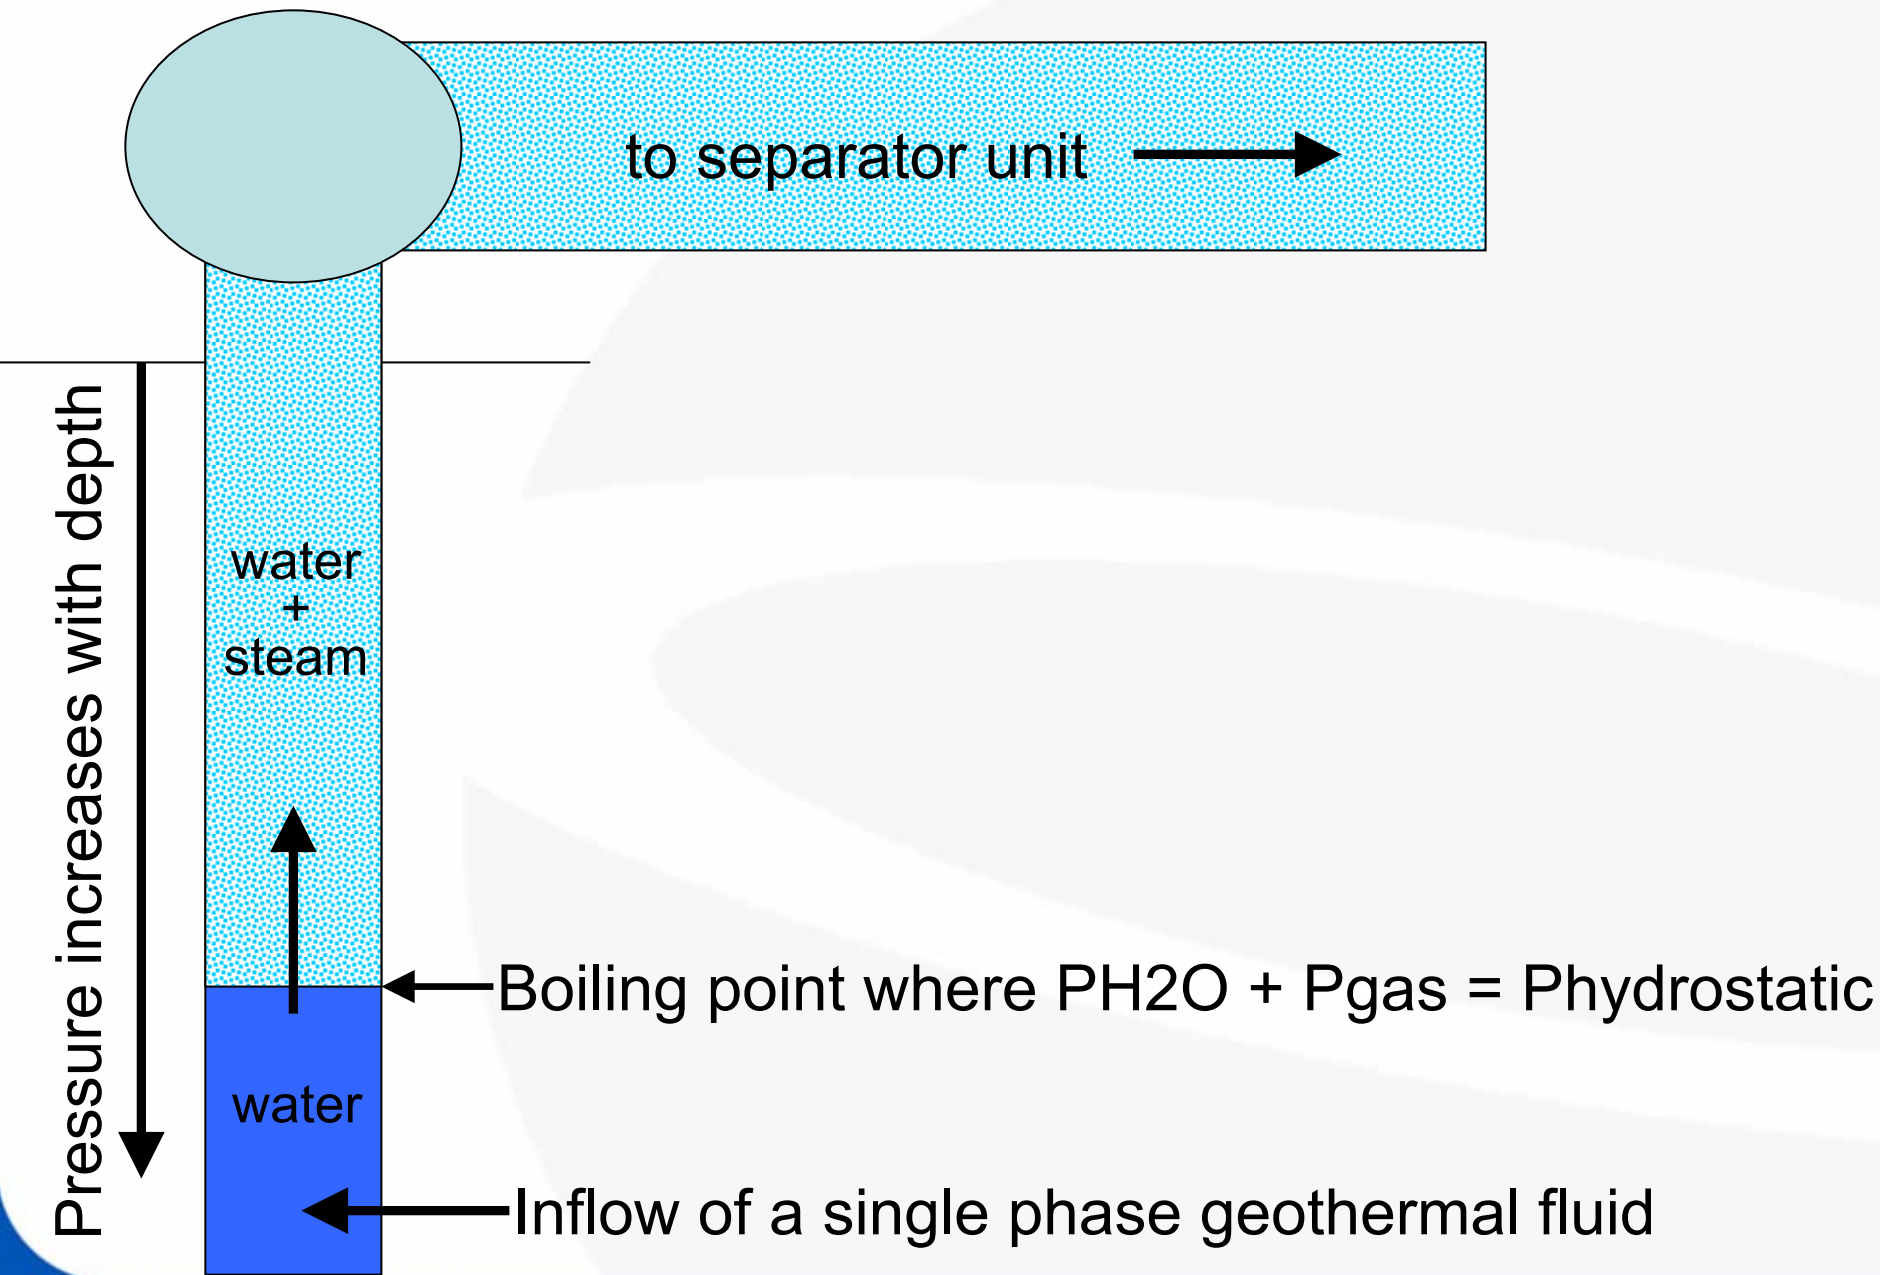 to separator unit
Pressure increases with depth
water
+
steam
Boiling point where PH2O + Pgas = Phydrostatic
water
Inflow of a single phase geothermal fluid